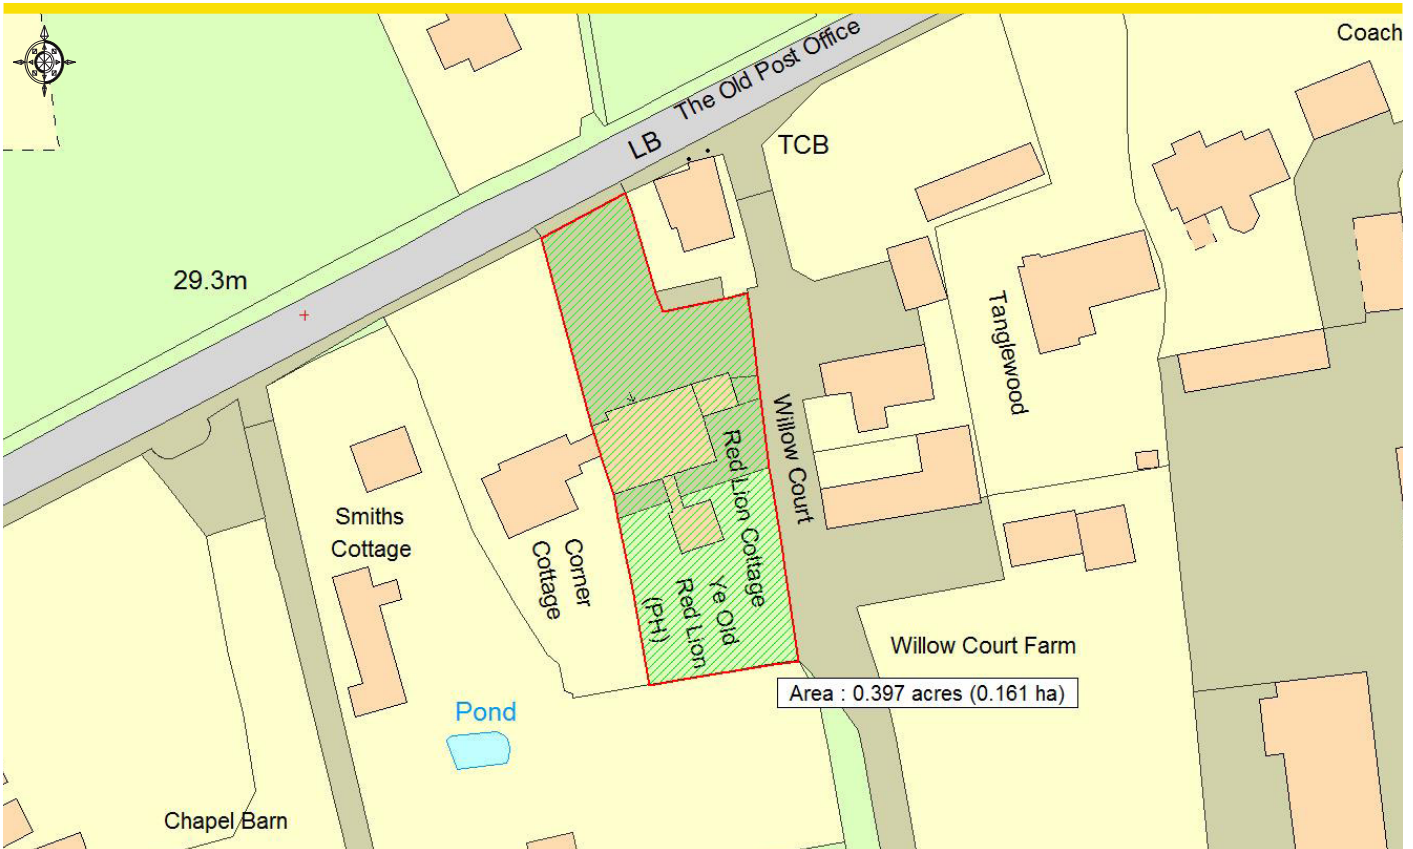 Coach
The Old Post Office
LB
TCB
29.3m
Tanglewood
Willow Court
Red Lion Cottage
Smiths
Cottage
Corner
Cottage
Ye Old
Red Lion
(PH)
Willow Court Farm
Area : 0.397 acres (0.161 ha)
Pond
Chapel Barn